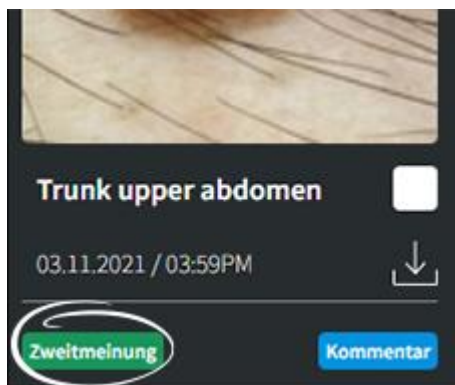 Trunk upper abdomen
03.11.2021 / 03:59PM
Zweitmeinung
Kommentar